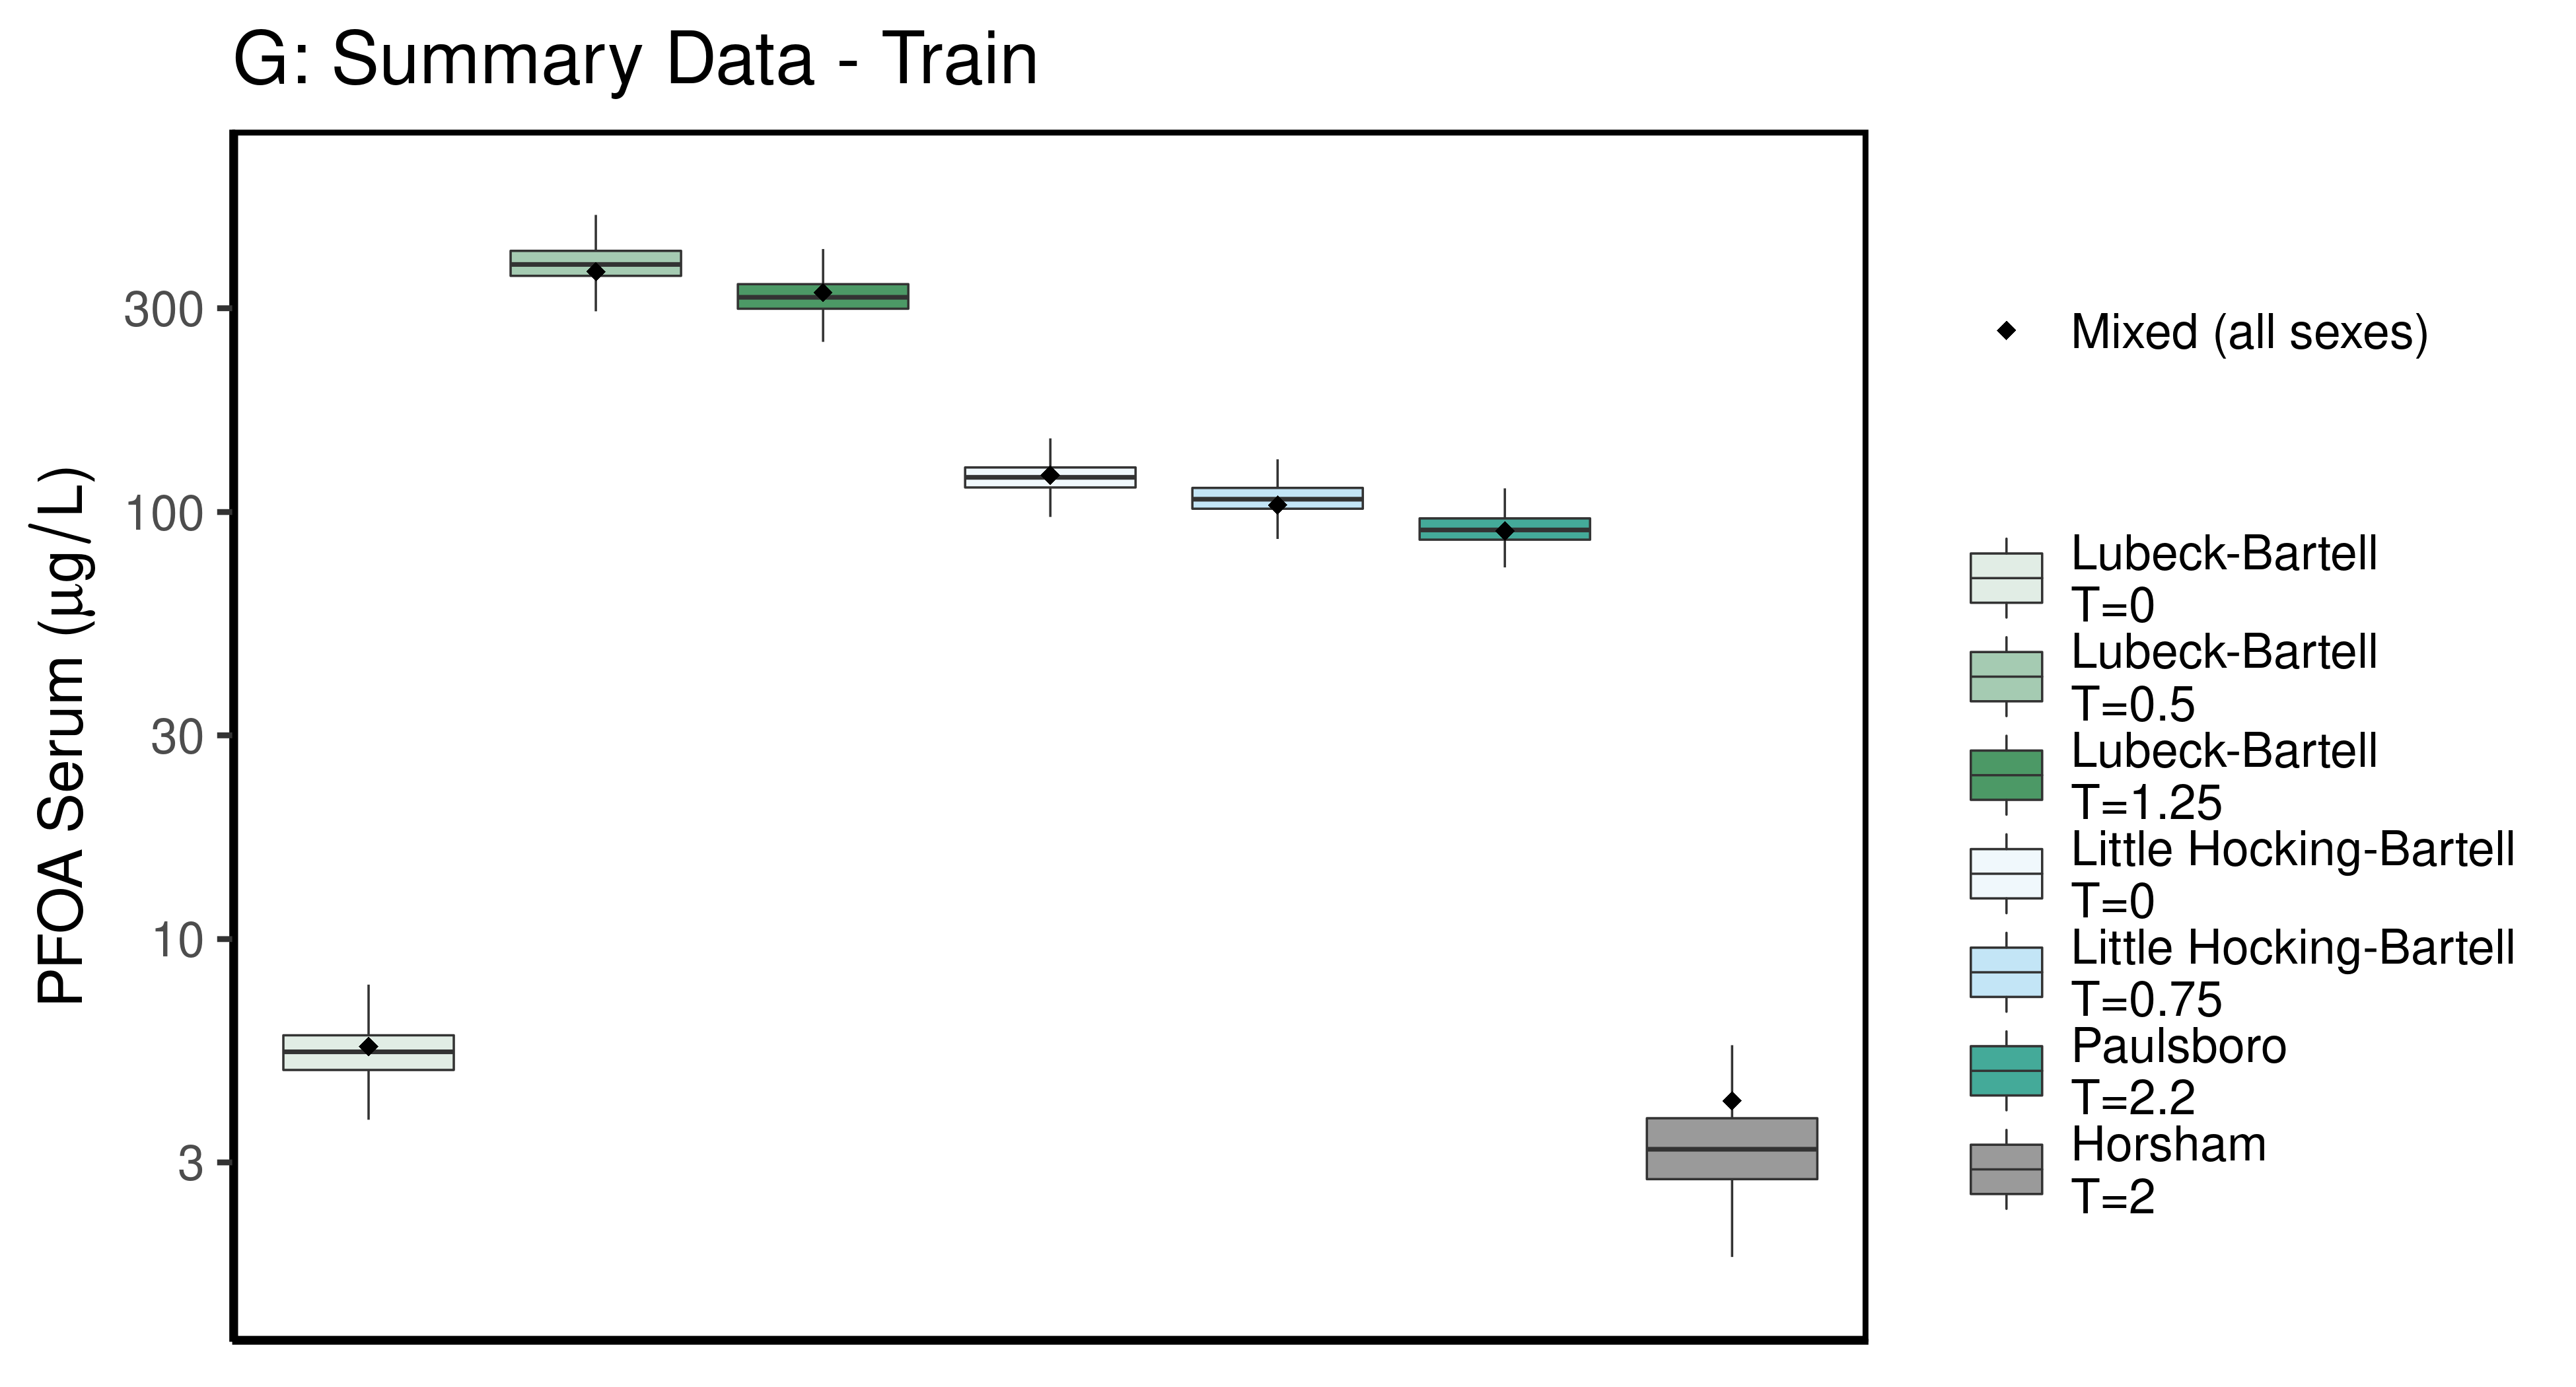 G: Summary Data - Train
PFOA Serum (μg/L)
300
100
30
10
3
Mixed (all sexes)
Lubeck-Bartell
T=0
Lubeck-Bartell
T=0.5
Lubeck-Bartell
T=1.25
Little Hocking-Bartell
T=0
Little Hocking-Bartell
T=0.75
Paulsboro
T=2.2
Horsham
T=2